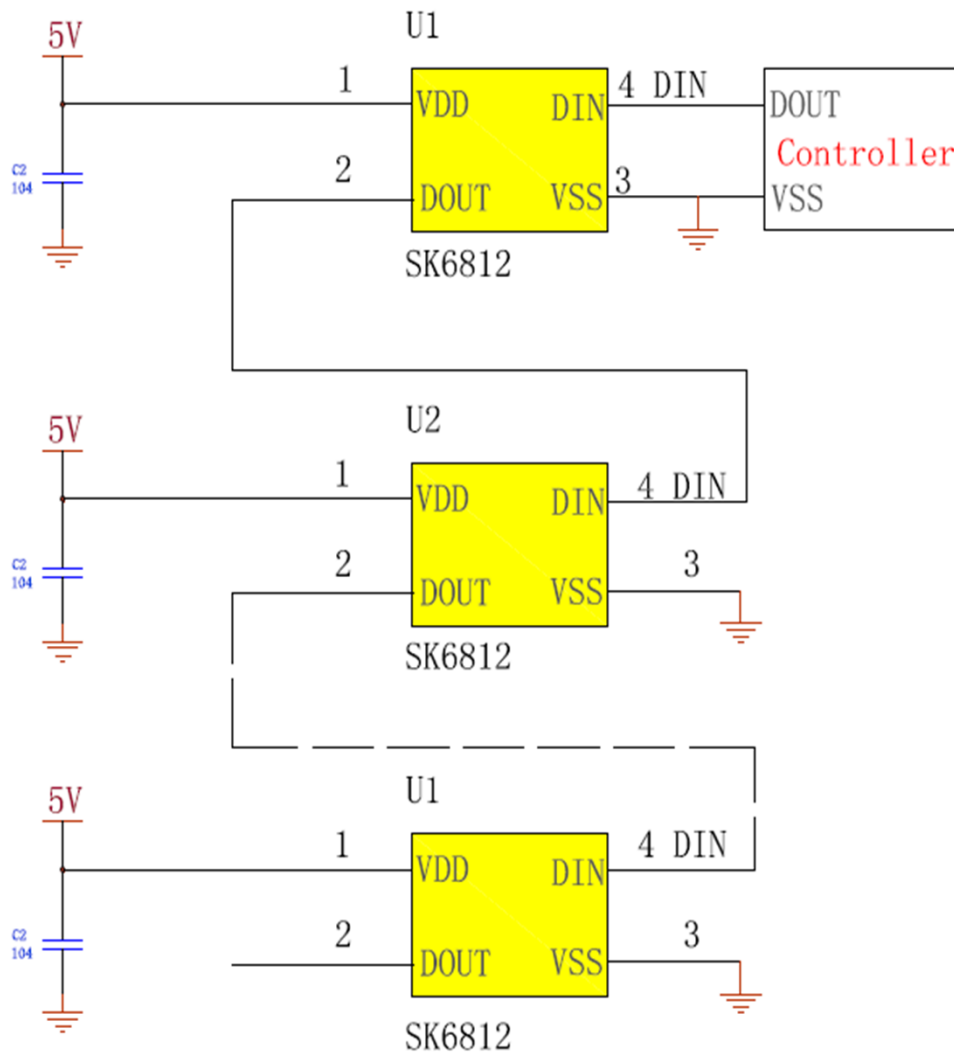 U1
5V
1
4 DIN
VDD
DIN
DOUT
Controller
C2
104
2
3
DOUT
VSS
VSS
SK6812
U2
5V
1
4 DIN
VDD
DIN
C2
104
2
3
DOUT
VSS
SK6812
U1
5V
1
4 DIN
VDD
DIN
C2
104
2
3
DOUT
VSS
SK6812